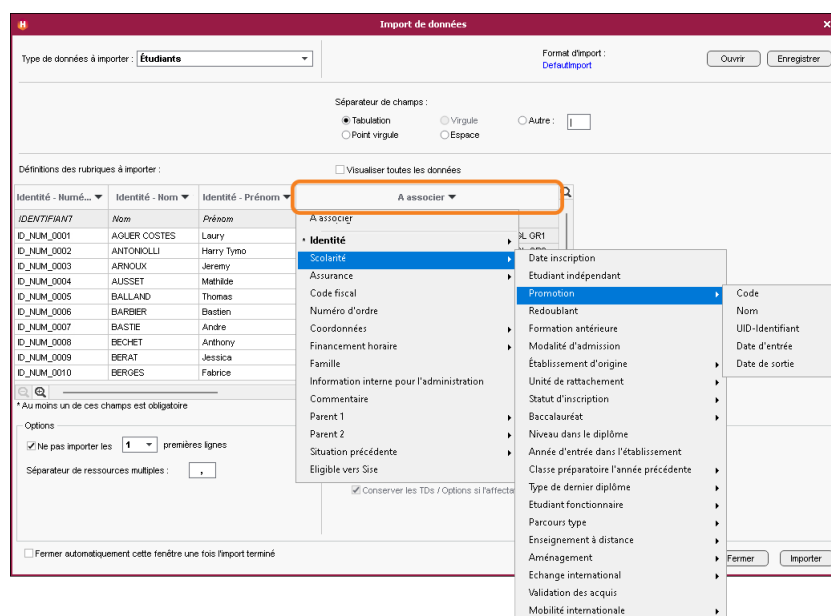 Import de données
Type de données à importer : Étudiants
Format d'import :
DefautImport
Ouvrir
Enregistrer
Séparateur de champs :
Tabulation
Virgule
Autre :
Point virgule
Espace
Définitions des rubriques à importer :
Visualiser toutes les données
Identité - Numé...
Identité - Nom
Identité - Prénom
A associer
IDENTIFIANT Nom Prénom
ID_NUM_0001 AGUER COSTES Laury
ID_NUM_0002 ANTONIOLLI Harry Tymo
ID_NUM_0003 ARNOUX Jeremy
ID_NUM_0004 AUSSET Mathilde
ID_NUM_0005 BALLAND Thomas
ID_NUM_0006 BARBIER Bastien
ID_NUM_0007 BASTIE Andre
ID_NUM_0008 BECHET Anthony
ID_NUM_0009 BERAT Jessica
ID_NUM_0010 BERGES Fabrice
* Au moins un de ces champs est obligatoire
Options
Ne pas importer les 1 premières lignes
Séparateur de ressources multiples : ,
Fermer automatiquement cette fenêtre une fois l'import terminé
A associer
* Identité
Scolarité
Assurance
Code fiscal
Numéro d'ordre
Coordonnées
Financement horaire
Famille
Information interne pour l'administration
Commentaire
Parent 1
Parent 2
Situation précédente
Eligible vers Sise
Conserver les TDs / Options si l'affecta
GR1
Date inscription
Etudiant indépendant
Promotion
Redoublant
Formation antérieure
Modalité d'admission
Établissement d'origine
Unité de rattachement
Statut d'inscription
Baccalauréat
Niveau dans le diplôme
Année d'entrée dans l'établissement
Classe préparatoire l'année précédente
Type de dernier diplôme
Etudiant fonctionnaire
Parcours type
Enseignement à distance
Aménagement
Echange international
Validation des acquis
Mobilité internationale
Code
Nom
UID-Identifiant
Date d'entrée
Date de sortie
Fermer
Importer